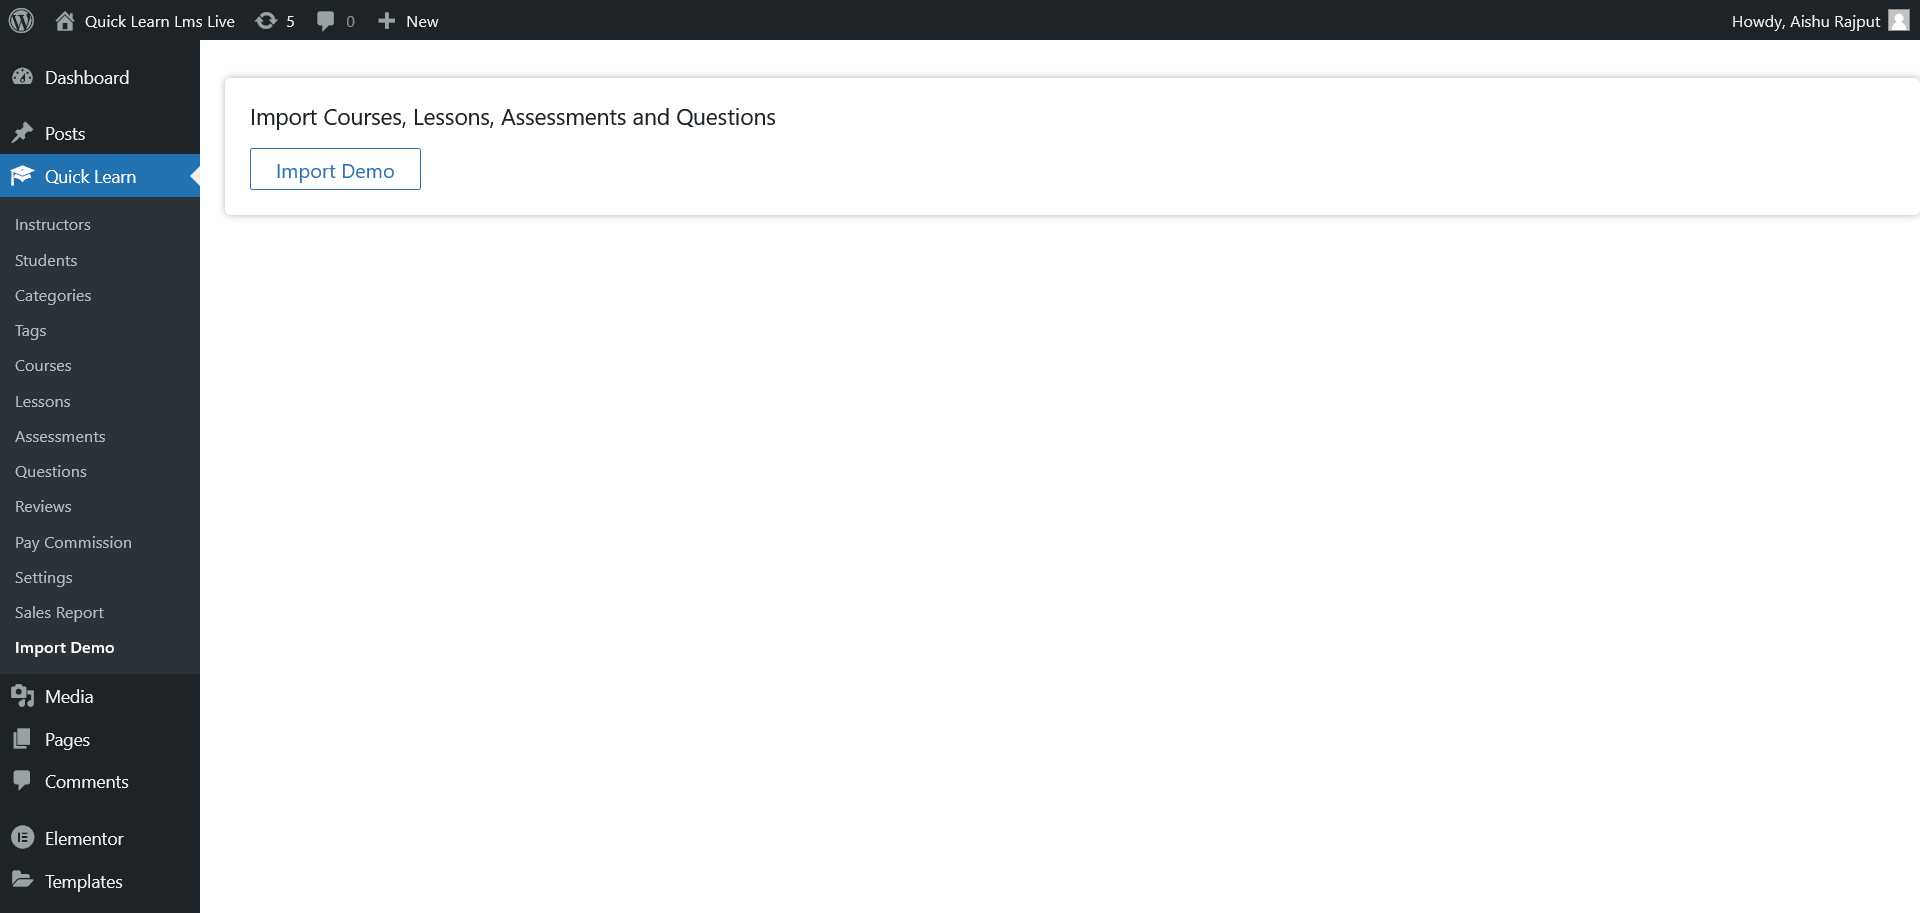 Quick Learn Lms Live 5 0 New
Howdy, Aishu Rajput
Dashboard
Posts
Quick Learn
Instructors
Students
Categories
Tags
Courses
Lessons
Assessments
Questions
Reviews
Pay Commission
Settings
Sales Report
Import Demo
Media
Pages
Comments
Elementor
Templates
Import Courses, Lessons, Assessments and Questions
Import Demo